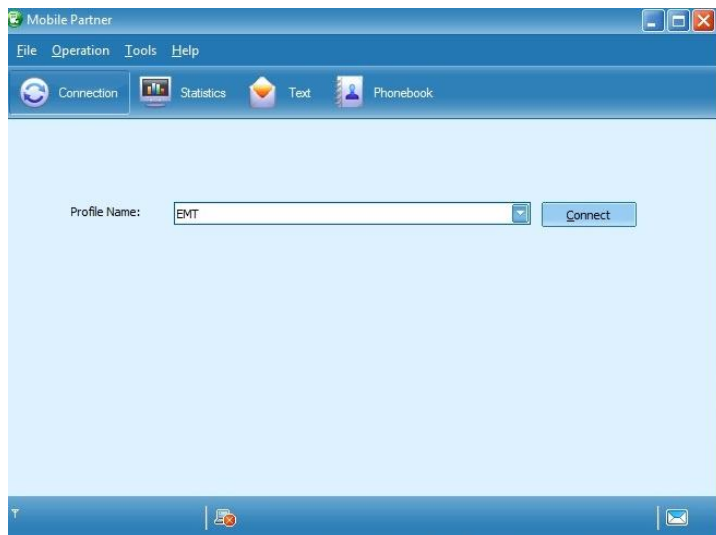 Mobile Partner
File Operation Tools Help
Connection Statistics Text Phonebook
Profile Name: EMT Connect